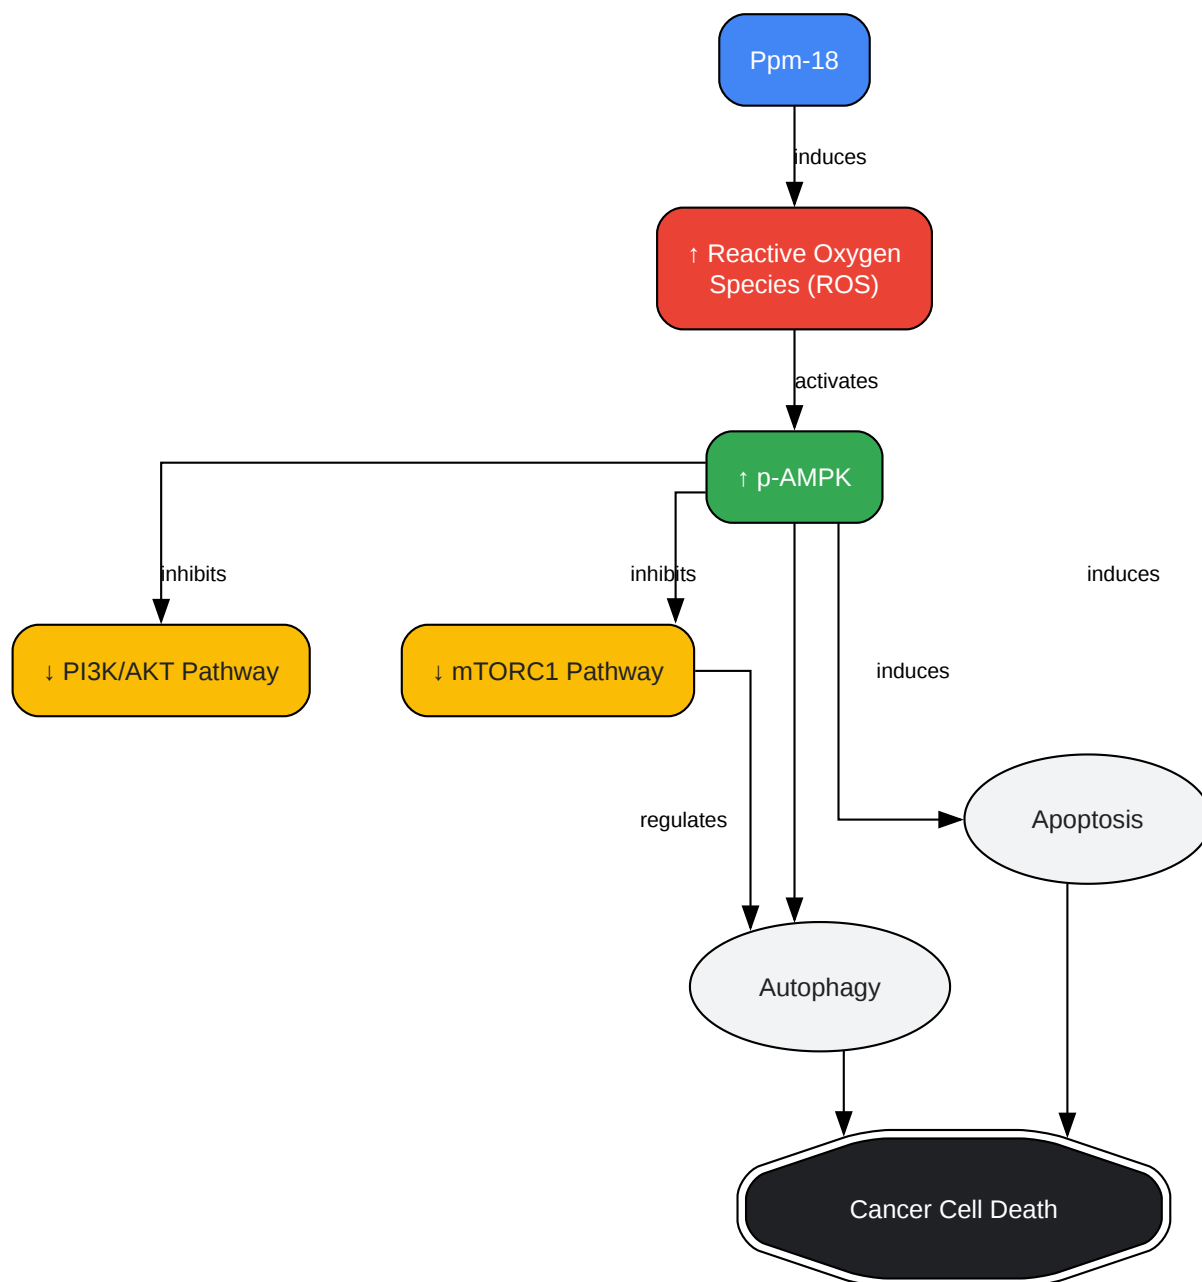 Ppm-18
induces
↑ Reactive Oxygen
Species (ROS)
activates
↑ p-AMPK
inhibits
inhibits
induces
↓ PI3K/AKT Pathway
↓ mTORC1 Pathway
induces
regulates
Apoptosis
Autophagy
Cancer Cell Death